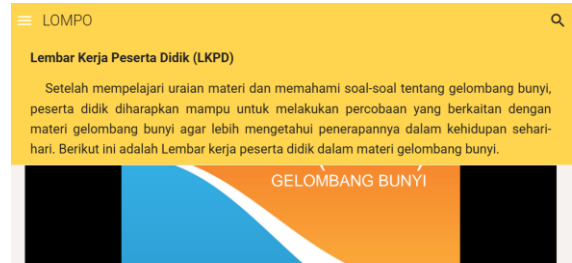 LOMPO
Lembar Kerja Peserta Didik (LKPD)
Setelah mempelajari uraian materi dan memahami soal-soal tentang gelombang bunyi,
peserta didik diharapkan mampu untuk melakukan percobaan yang berkaitan dengan
materi gelombang bunyi agar lebih mengetahui penerapannya dalam kehidupan sehari-
hari. Berikut ini adalah Lembar kerja peserta didik dalam materi gelombang bunyi.
GELOMBANG BUNYI